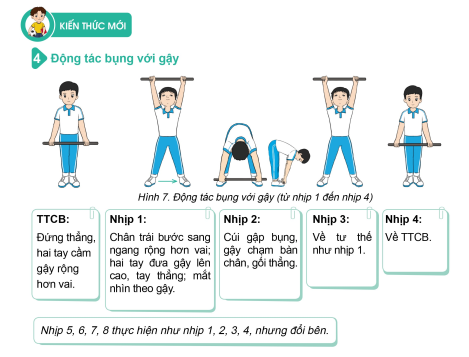 KIẾN THỨC MỚI
4 Động tác bụng với gậy
Hình 7. Động tác bụng với gậy (từ nhịp 1 đến nhịp 4)
TTCB:
Đứng thẳng,
hai tay cầm
gậy rộng
hơn vai.
Nhịp 1:
Chân trái bước sang
ngang rộng hơn vai;
hai tay đưa gậy lên
cao, tay thẳng; mắt
nhìn theo gậy.
Nhịp 2:
Cúi gập bụng,
gậy chạm bàn
chân, gối thẳng.
Nhịp 3:
Về tư thế
như nhịp 1.
Nhịp 4:
Về TTCB.
Nhịp 5, 6, 7, 8 thực hiện như nhịp 1, 2, 3, 4, nhưng đổi bên.